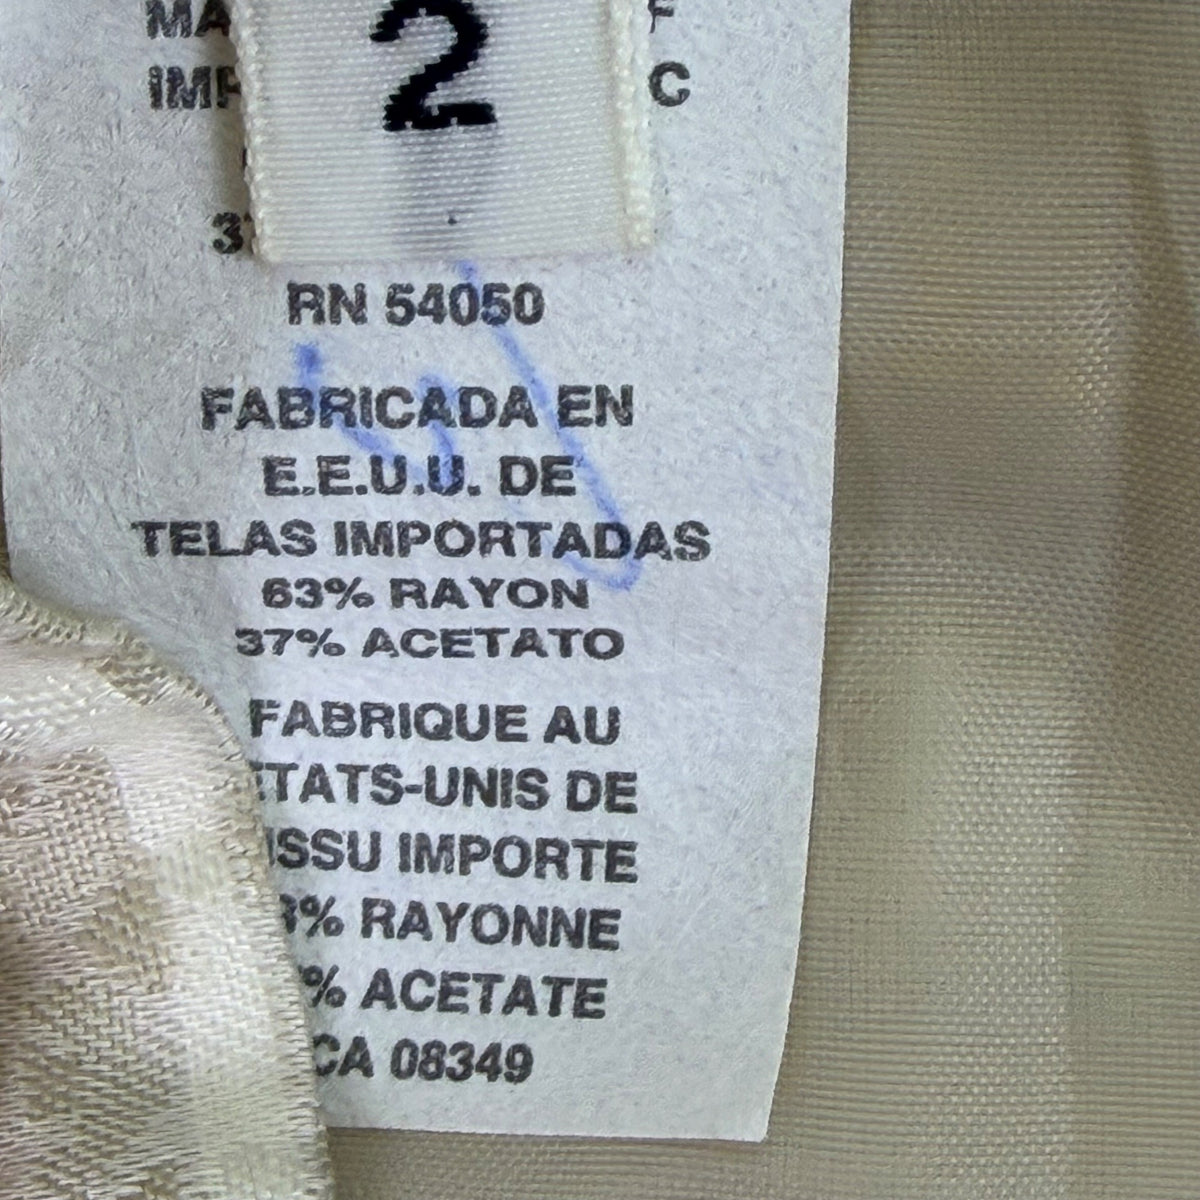 2
C
RN 54050
FABRICADA EN
E.E.U.U. DE
TELAS IMPORTADAS
63% RAYON
37% ACETATO
FABRIQUE AU
ETATS-UNIS DE
ISSU IMPORTE
3% RAYONNE
% ACETATE
CA 08349